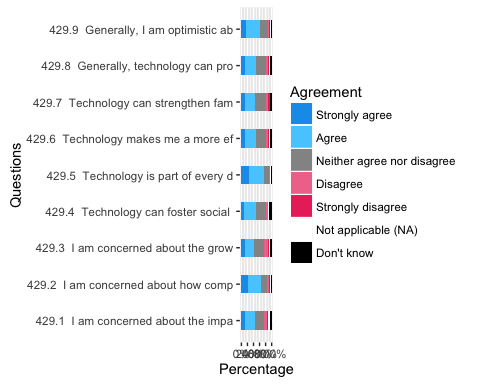 429.9 Generally, I am optimistic ab
429.8 Generally, technology can pro
429.7 Technology can strengthen fam
429.6 Technology makes me a more ef
429.5 Technology is part of every d
429.4 Technology can foster social
429.3 I am concerned about the grow
429.2 I am concerned about how comp
429.1 I am concerned about the impa
Questions
Percentage
Agreement
Strongly agree
Agree
Neither agree nor disagree
Disagree
Strongly disagree
Not applicable (NA)
Don't know